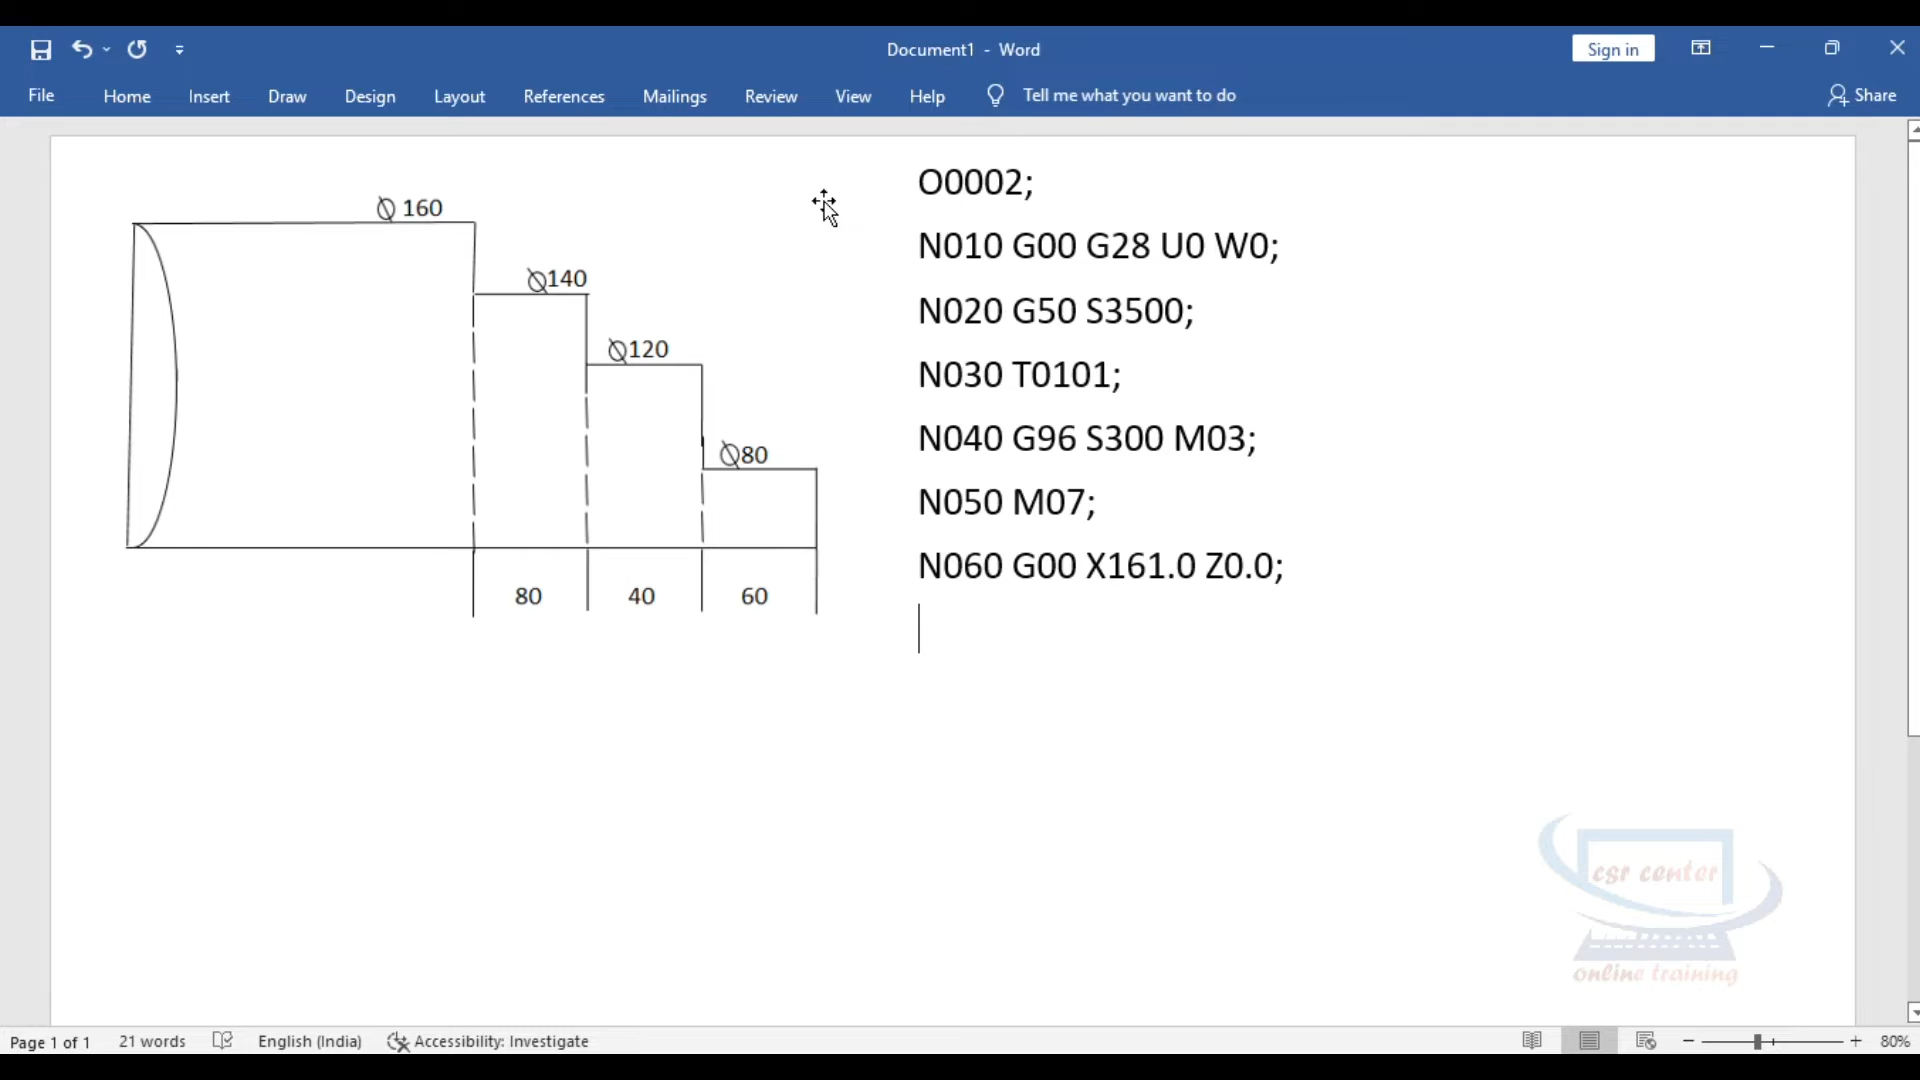 Document1 - Word
Sign in
File Home Insert Draw Design Layout References Mailings Review View Help Tell me what you want to do Share
Ø 160
Ø140
Ø120
Ø80
80 40 60
O0002;
N010 G00 G28 U0 W0;
N020 G50 S3500;
N030 T0101;
N040 G96 S300 M03;
N050 M07;
N060 G00 X161.0 Z0.0;
csr center
online training
Page 1 of 1 21 words English (India) Accessibility: Investigate 80%